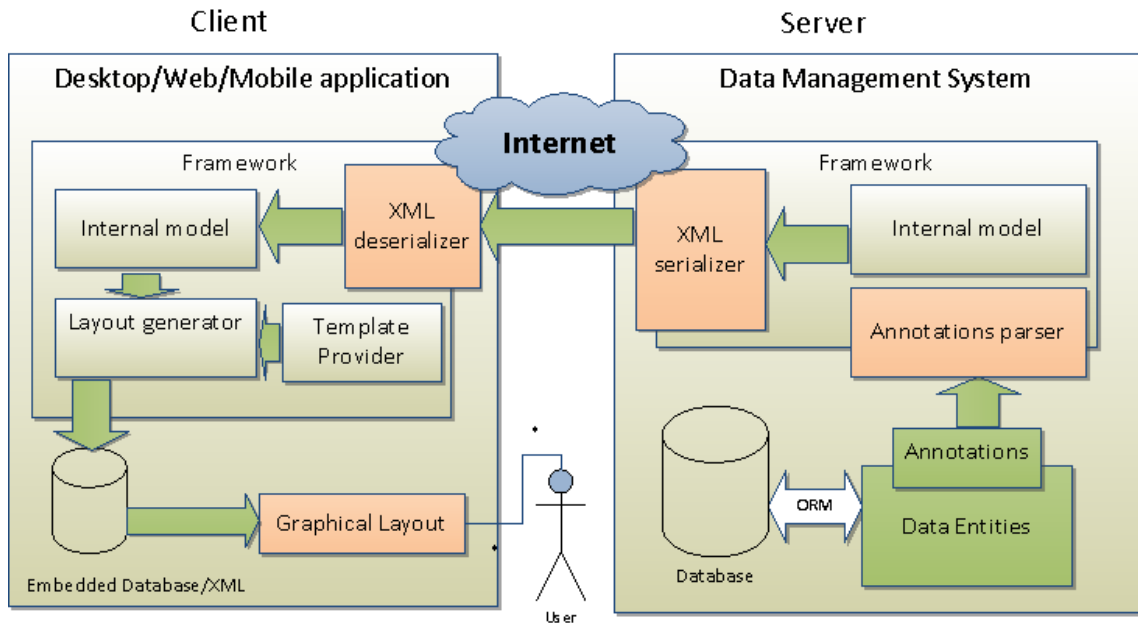 Client
Server
Desktop/Web/Mobile application
Data Management System
Internet
Framework
Framework
Internal model
XML
deserializer
XML
serializer
Internal model
Layout generator
Template
Provider
Annotations parser
Annotations
ORM
Data Entities
Graphical Layout
Embedded Database/XML
Database
User